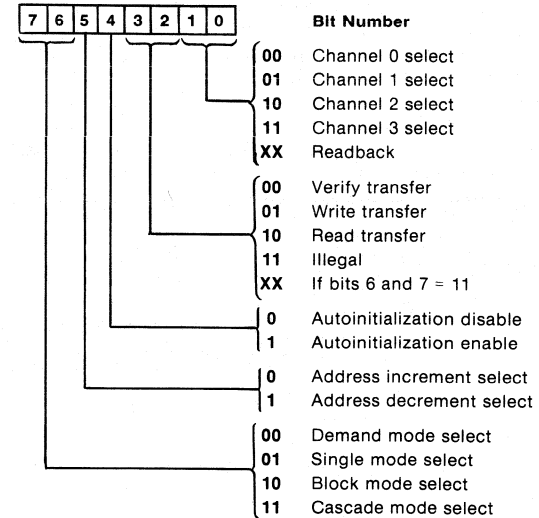 7 6 5 4 3 2 1 0 Bit Number
00 Channel 0 select
01 Channel 1 select
10 Channel 2 select
11 Channel 3 select
XX Readback
00 Verify transfer
01 Write transfer
10 Read transfer
11 Illegal
XX If bits 6 and 7 = 11
0 Autoinitialization disable
1 Autoinitialization enable
0 Address increment select
1 Address decrement select
00 Demand mode select
01 Single mode select
10 Block mode select
11 Cascade mode select